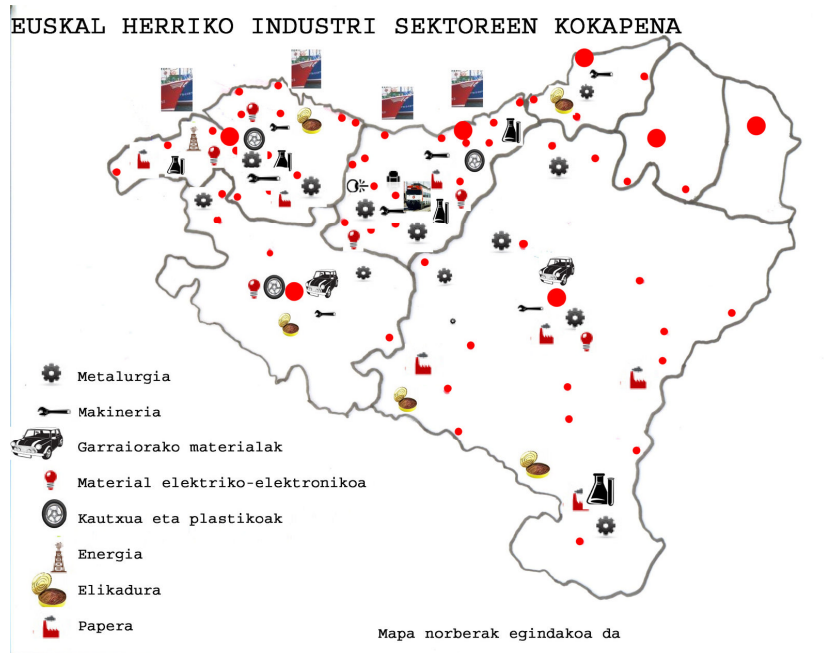 EUSKAL HERRIKO INDUSTRI SEKTOREEN KOKAPENA
Metalurgia
Makineria
Garraiorako materialak
Material elektriko-elektronikoa
Kautxua eta plastikoak
Energia
Elikadura
Papera
Mapa norberak egindakoa da